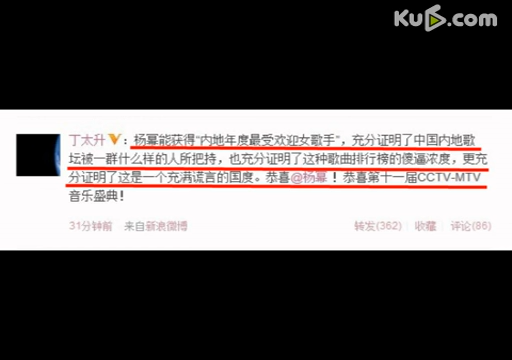 Ku6.com
丁太升V：杨幂能获得“内地年度最受欢迎女歌手”，充分证明了中国内地歌
坛被一群什么样的人所把持，也充分证明了这种歌曲排行榜的傻逼浓度，更充
分证明了这是一个充满谎言的国度。恭喜@杨幂！恭喜第十一届CCTV-MTV
音乐盛典！
31分钟前 来自新浪微博 转发(362) 收藏 评论(86)